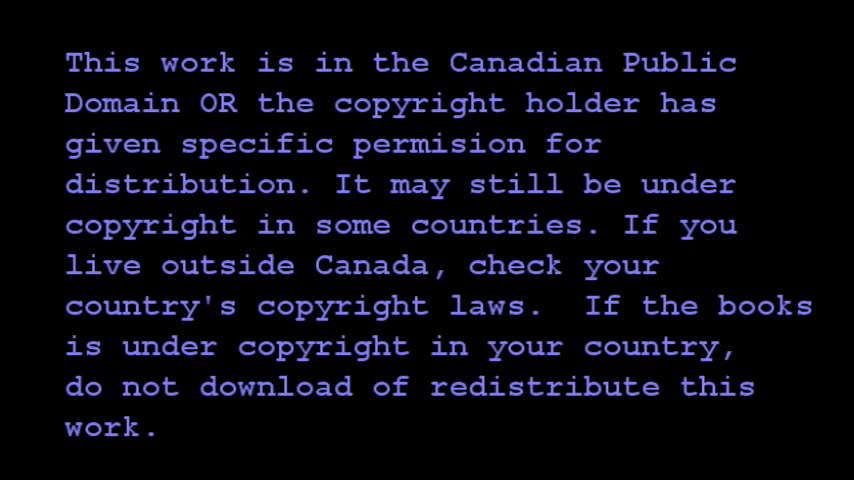 This work is in the Canadian Public
Domain OR the copyright holder has
given specific permision for
distribution. It may still be under
copyright in some countries. If you
live outside Canada, check your
country's copyright laws.  If the books
is under copyright in your country,
do not download of redistribute this
work.